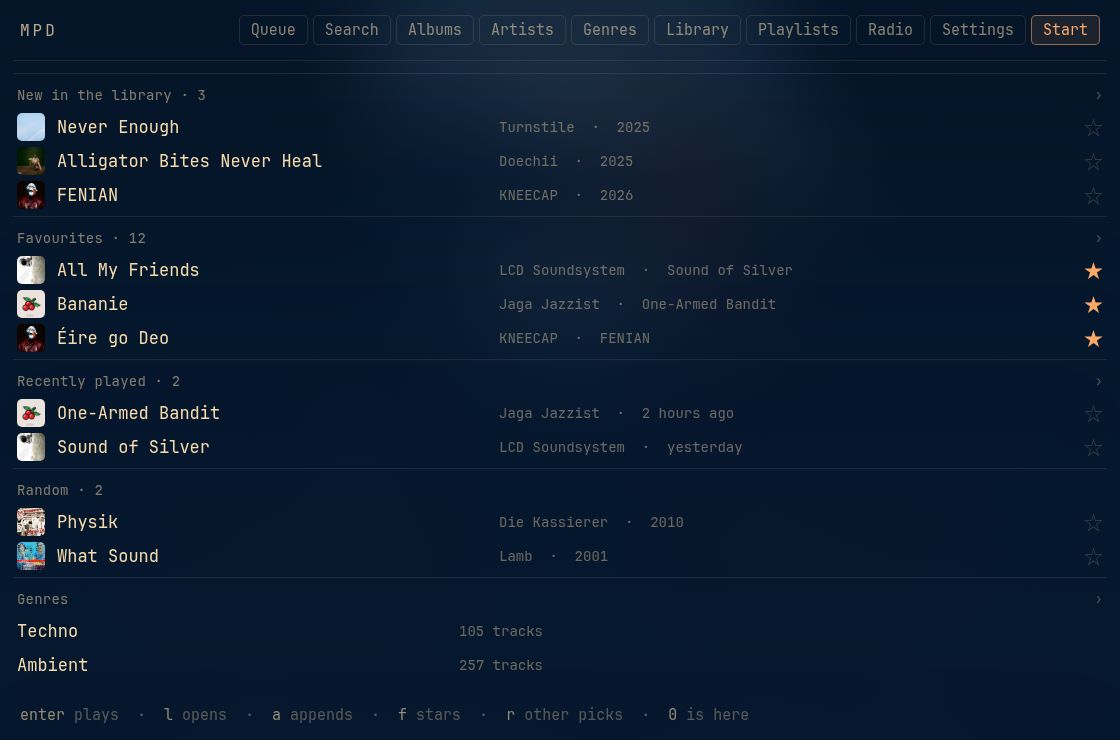 MPD Queue Search Albums Artists Genres Library Playlists Radio Settings Start
New in the library · 3 ›
Never Enough Turnstile · 2025 ☆
Alligator Bites Never Heal Doechii · 2025 ☆
FENIAN KNEECAP · 2026 ☆
Favourites · 12 ›
All My Friends LCD Soundsystem · Sound of Silver ★
Bananie Jaga Jazzist · One-Armed Bandit ★
Éire go Deo KNEECAP · FENIAN ★
Recently played · 2 ›
One-Armed Bandit Jaga Jazzist · 2 hours ago ☆
Sound of Silver LCD Soundsystem · yesterday ☆
Random · 2
Physik Die Kassierer · 2010 ☆
What Sound Lamb · 2001 ☆
Genres ›
Techno 105 tracks
Ambient 257 tracks
enter plays · l opens · a appends · f stars · r other picks · 0 is here